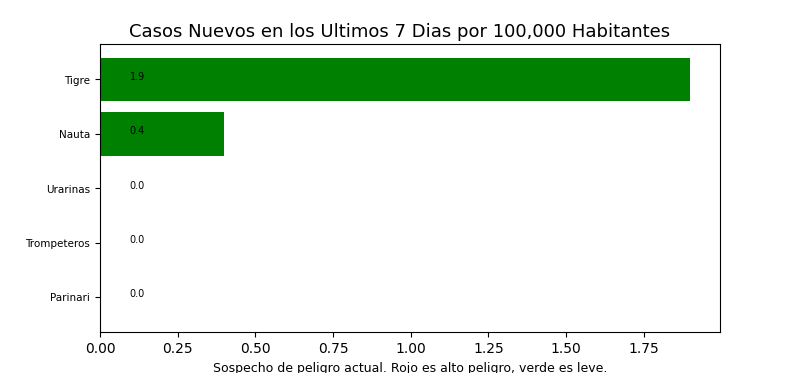 Casos Nuevos en los Ultimos 7 Dias por 100,000 Habitantes
Tigre 1.9
Nauta 0.4
Urarinas 0.0
Trompeteros 0.0
Parinari 0.0
0.00 0.25 0.50 0.75 1.00 1.25 1.50 1.75
Sospecho de peligro actual. Rojo es alto peligro, verde es leve.